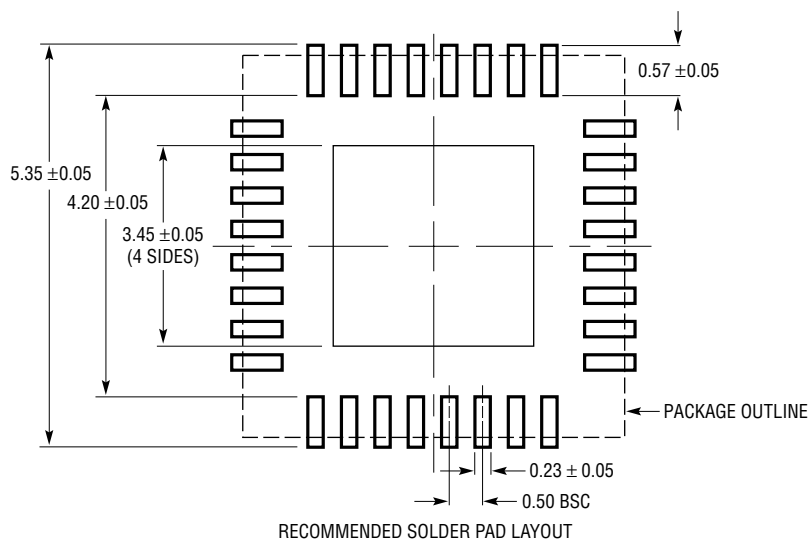 0.57 ±0.05
5.35 ±0.05
4.20 ±0.05
3.45 ±0.05
(4 SIDES)
PACKAGE OUTLINE
0.23 ± 0.05
0.50 BSC
RECOMMENDED SOLDER PAD LAYOUT